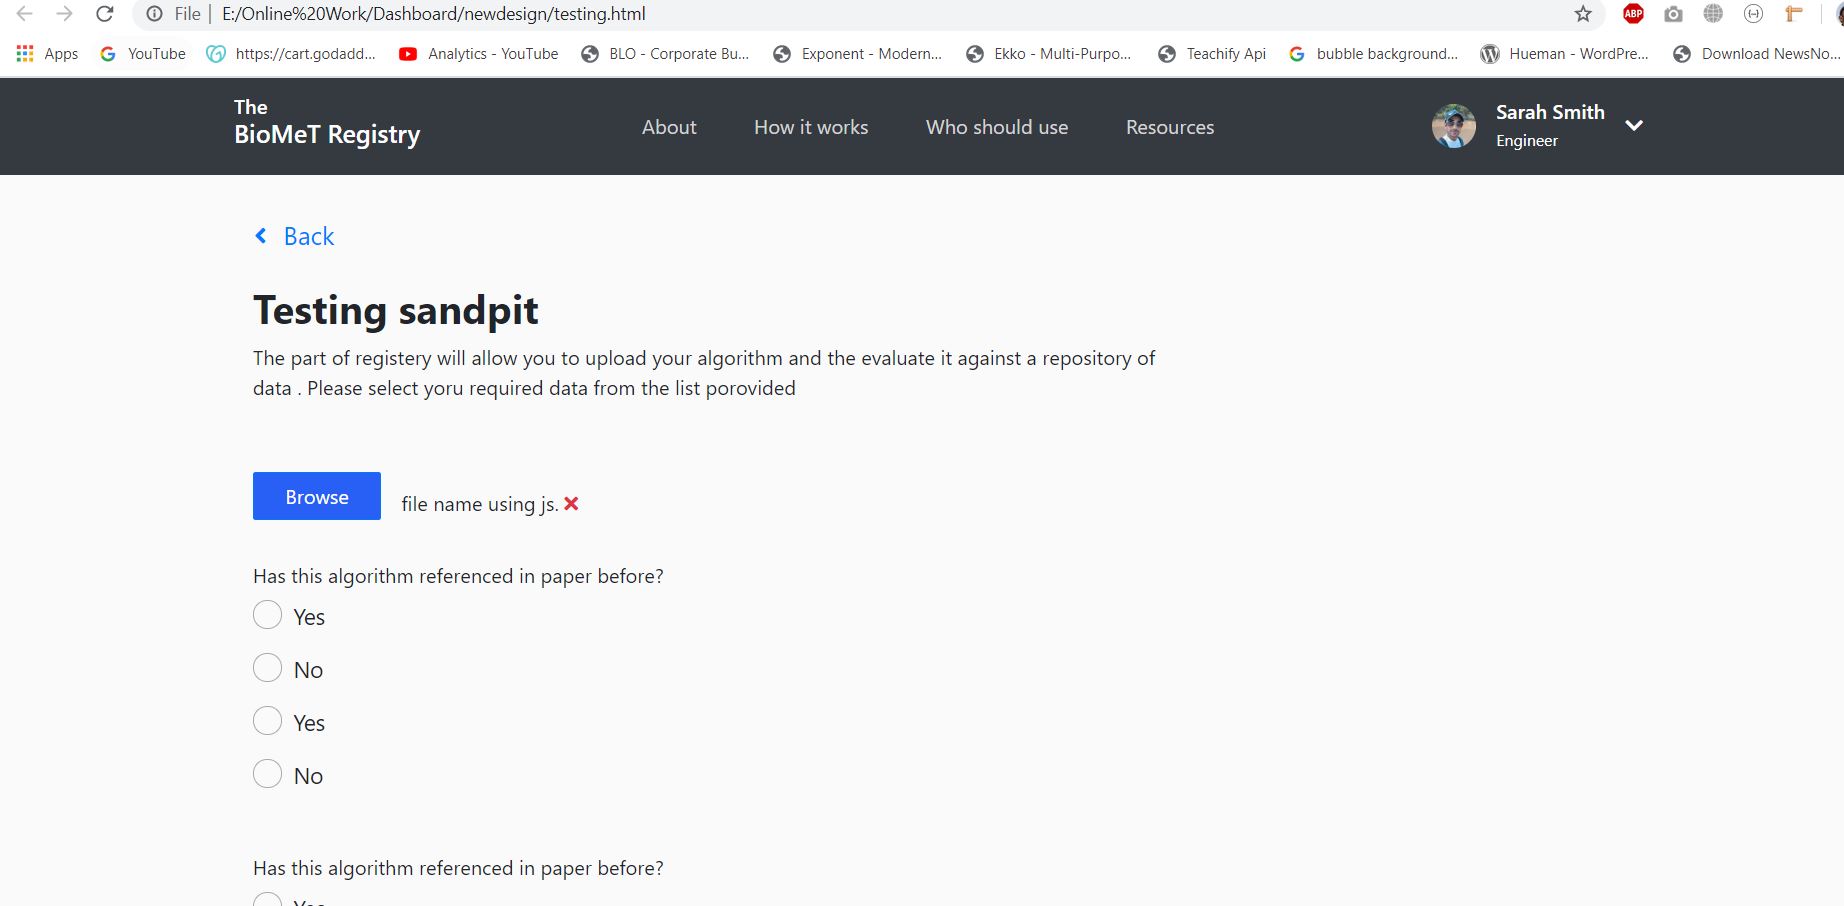 File | E:/Online%20Work/Dashboard/newdesign/testing.html
ABP
Apps YouTube https://cart.godadd... Analytics - YouTube BLO - Corporate Bu... Exponent - Modern... Ekko - Multi-Purpo... Teachify Api bubble background... Hueman - WordPre... Download NewsNo...
The
BioMeT Registry
About How it works Who should use Resources
Sarah Smith
Engineer
Back
Testing sandpit
The part of registery will allow you to upload your algorithm and the evaluate it against a repository of
data . Please select yoru required data from the list porovided
Browse file name using js.
Has this algorithm referenced in paper before?
Yes
No
Yes
No
Has this algorithm referenced in paper before?
Yes